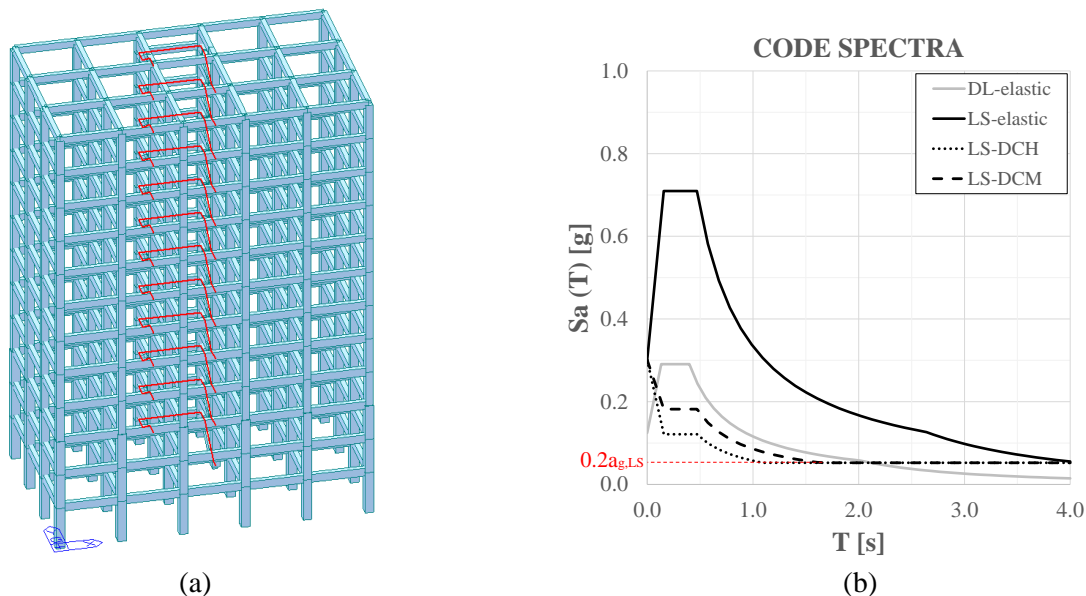 CODE SPECTRA
1.0
0.8
0.6
0.4
0.2
0.0
Sa (T) [g]
DL-elastic
LS-elastic
LS-DCH
LS-DCM
0.2a_g,LS
0.0 1.0 2.0 3.0 4.0
T [s]
(a) (b)